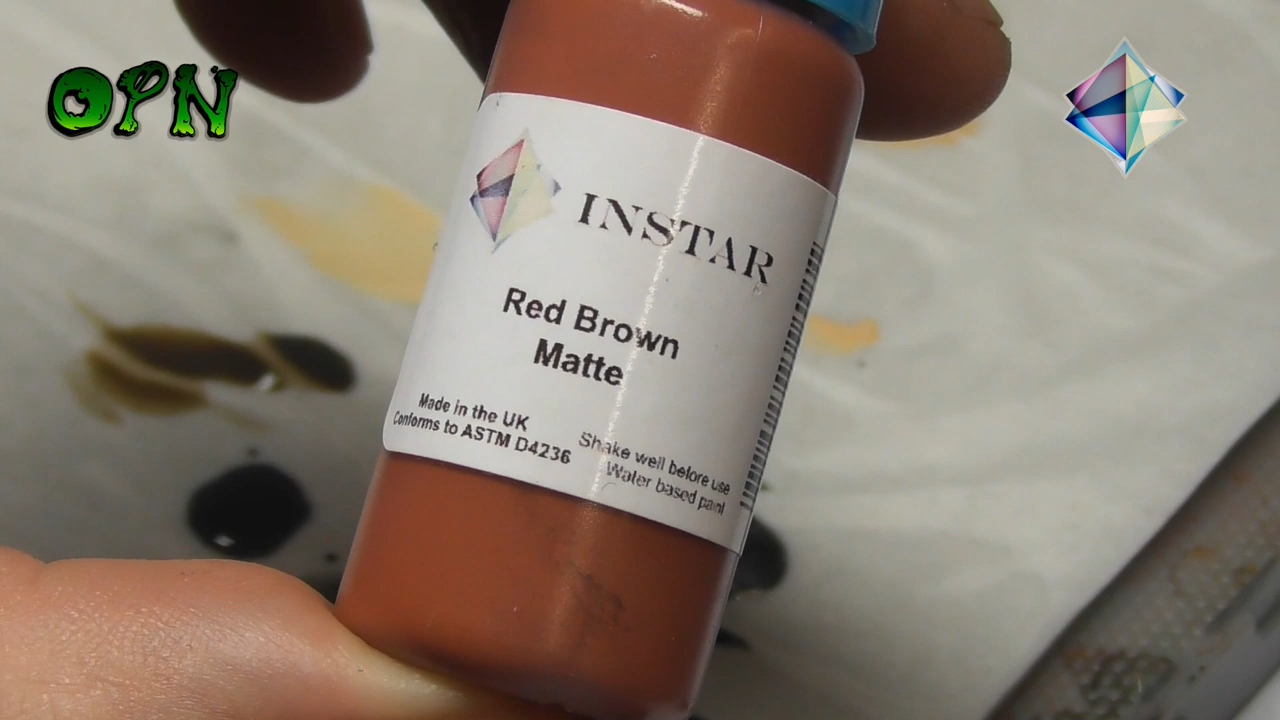 OPN
INSTAR
Red Brown
Matte
Made in the UK
Conforms to ASTM D4236
Shake well before use
Water based paint